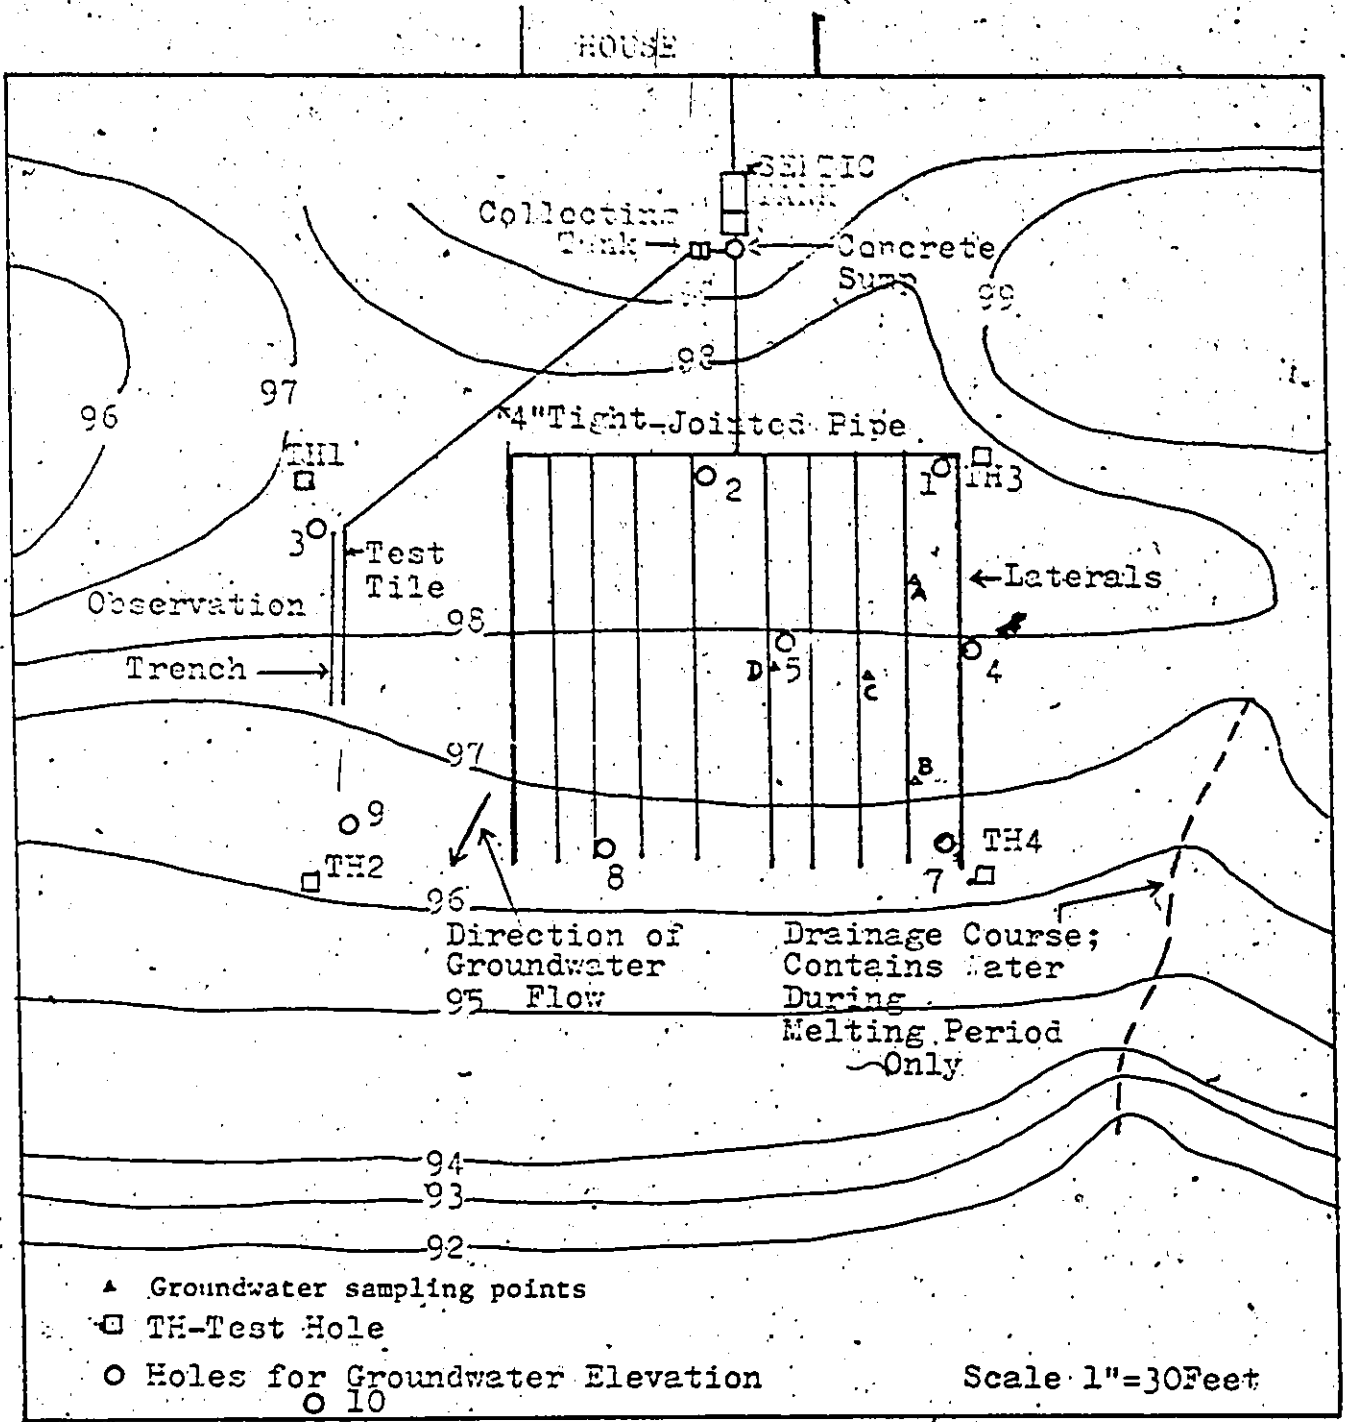 HOUSE
SEPTIC
TANK
Collecting
Tank
Concrete
Sump
99
98
97
96
4"Tight-Jointed Pipe
TH1
2
1
TH3
3
Test
Tile
Laterals
A
Observation
98
D
5
C
4
Trench
97
B
9
TH2
8
7
TH4
96
Direction of
Groundwater
Flow
Drainage Course;
Contains Water
During
Melting Period
Only
95
94
93
92
Groundwater sampling points
TH-Test Hole
Holes for Groundwater Elevation
10
Scale 1"=30Feet